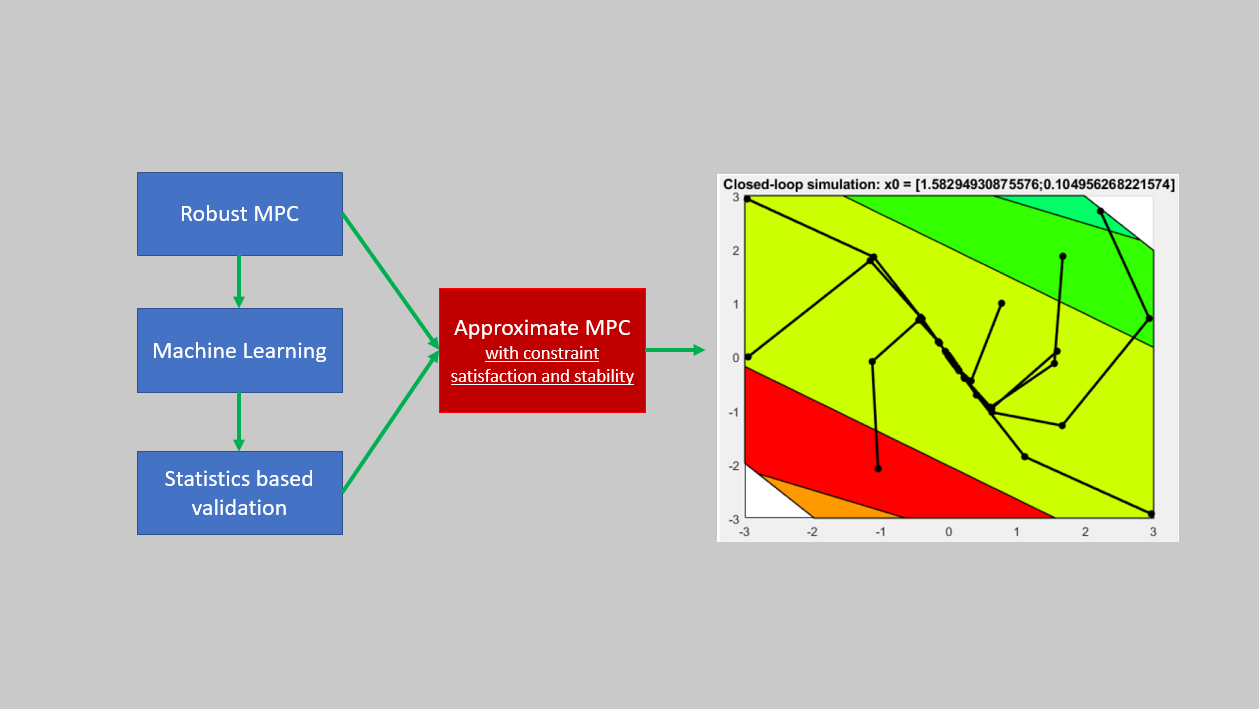 Robust MPC
Machine Learning
Statistics based
validation
Approximate MPC
with constraint
satisfaction and stability
Closed-loop simulation: x0 = [1.58294930875576;0.104956268221574]
3
2
1
0
-1
-2
-3
-3
-2
-1
0
1
2
3